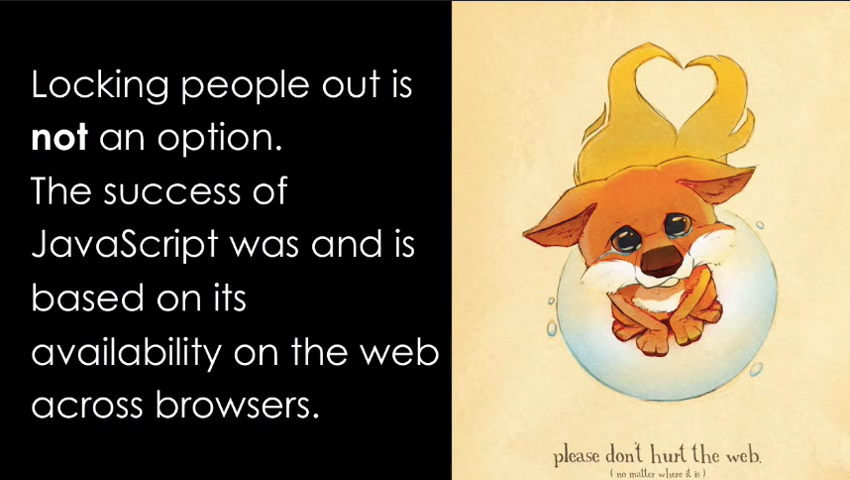 Locking people out is
not an option.
The success of
JavaScript was and is
based on its
availability on the web
across browsers.
please don't hurt the web.
( no matter where it is )